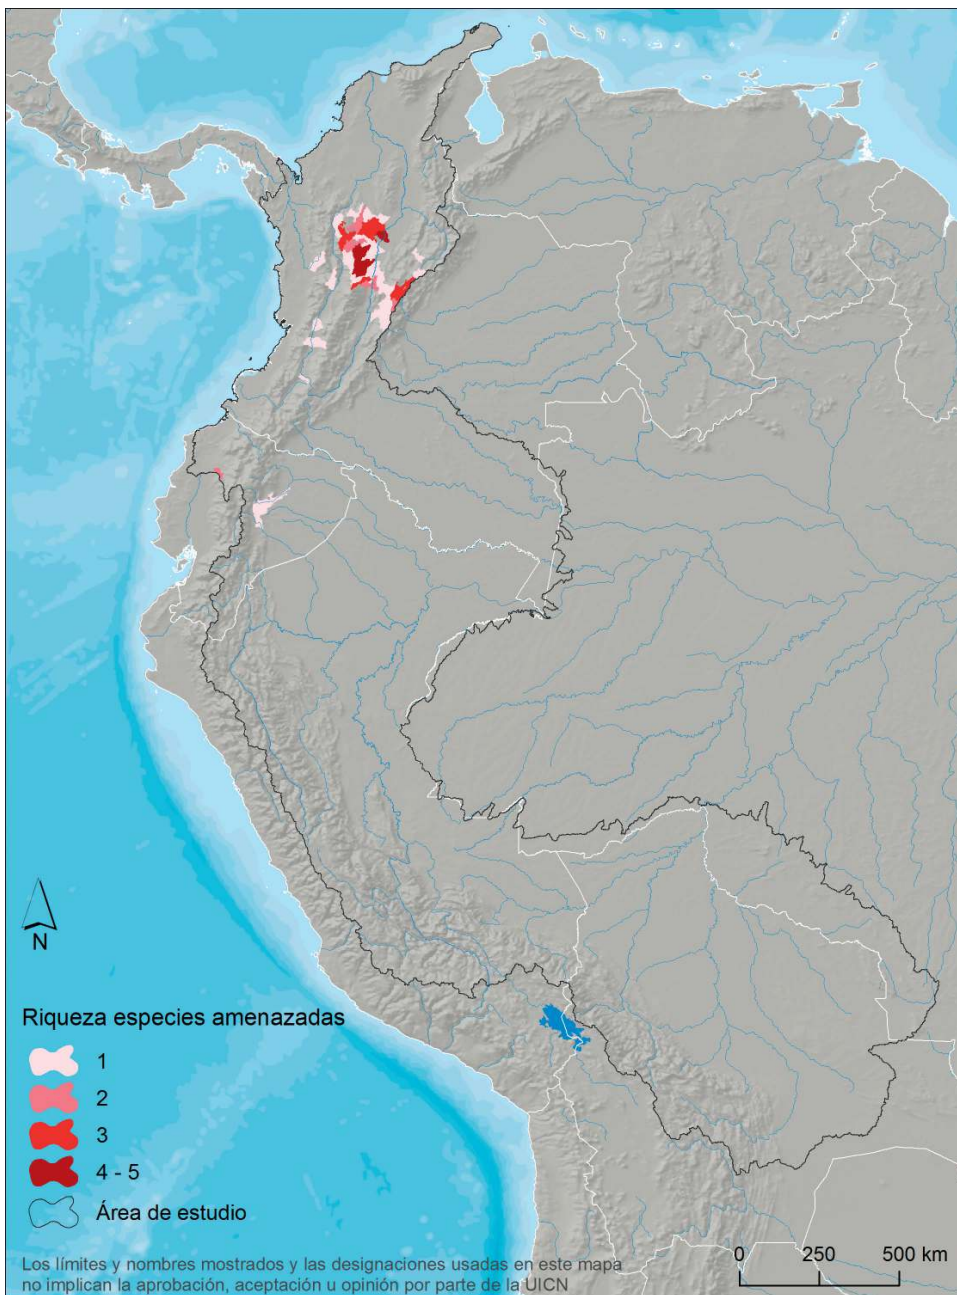 N
Riqueza especies amenazadas
1
2
3
4 - 5
Área de estudio
0 250 500 km
Los límites y nombres mostrados y las designaciones usadas en este mapa
no implican la aprobación, aceptación u opinión por parte de la UICN